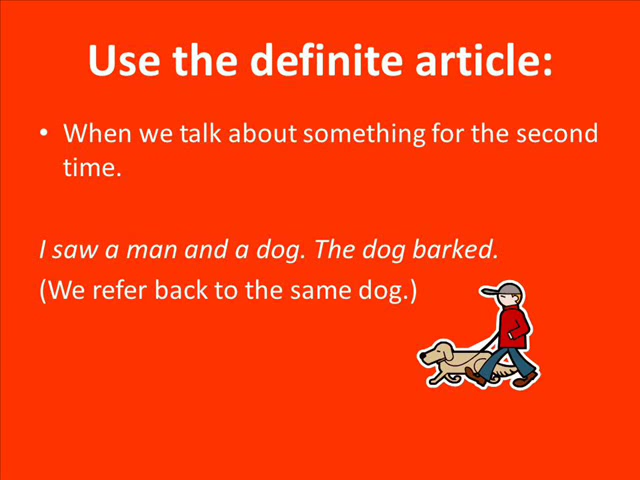 Use the definite article:
• When we talk about something for the second
time.
I saw a man and a dog. The dog barked.
(We refer back to the same dog.)